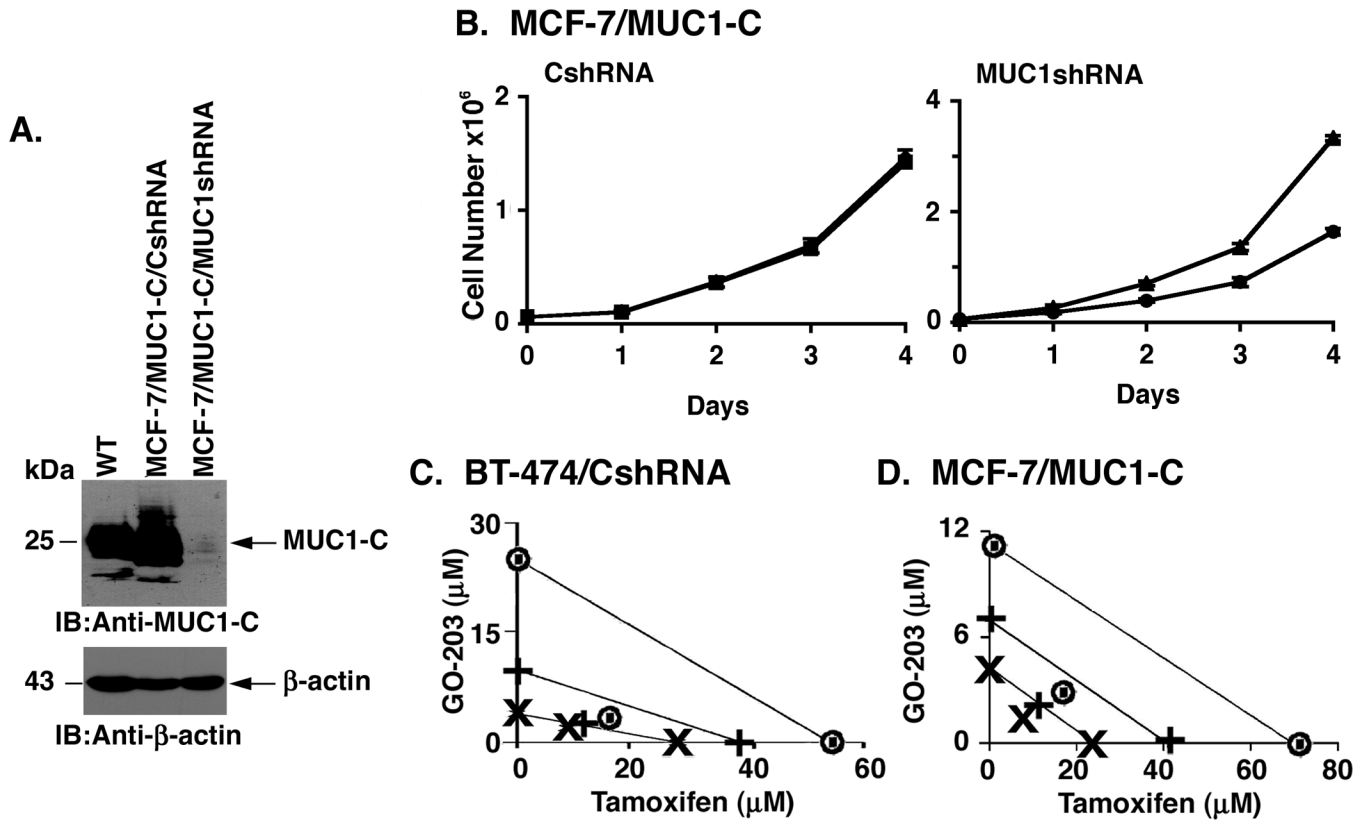 A.
WT
MCF-7/MUC1-C/CshRNA
MCF-7/MUC1-C/MUC1shRNA
kDa
25
MUC1-C
IB:Anti-MUC1-C
43
β-actin
IB:Anti-β-actin
B. MCF-7/MUC1-C
CshRNA
Cell Number x10⁶
2
1
0
0 1 2 3 4
Days
MUC1shRNA
4
2
0
0 1 2 3 4
Days
C. BT-474/CshRNA
GO-203 (μM)
30
15
0
0 20 40 60
Tamoxifen (μM)
D. MCF-7/MUC1-C
GO-203 (μM)
12
6
0
0 20 40 60 80
Tamoxifen (μM)